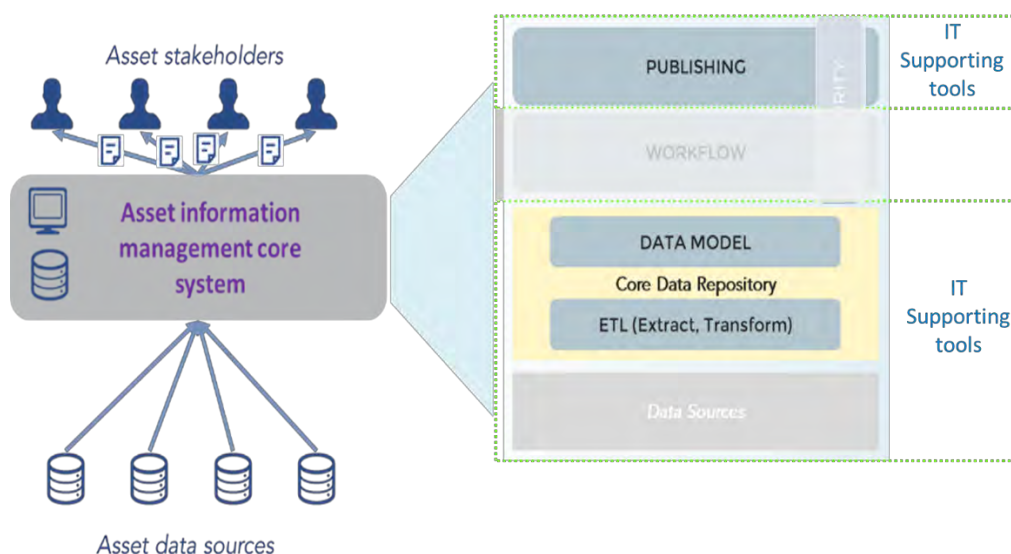 Asset stakeholders
Asset information
management core
system
Asset data sources
PUBLISHING
RITY
WORKFLOW
DATA MODEL
Core Data Repository
ETL (Extract, Transform)
Data Sources
IT
Supporting
tools
IT
Supporting
tools